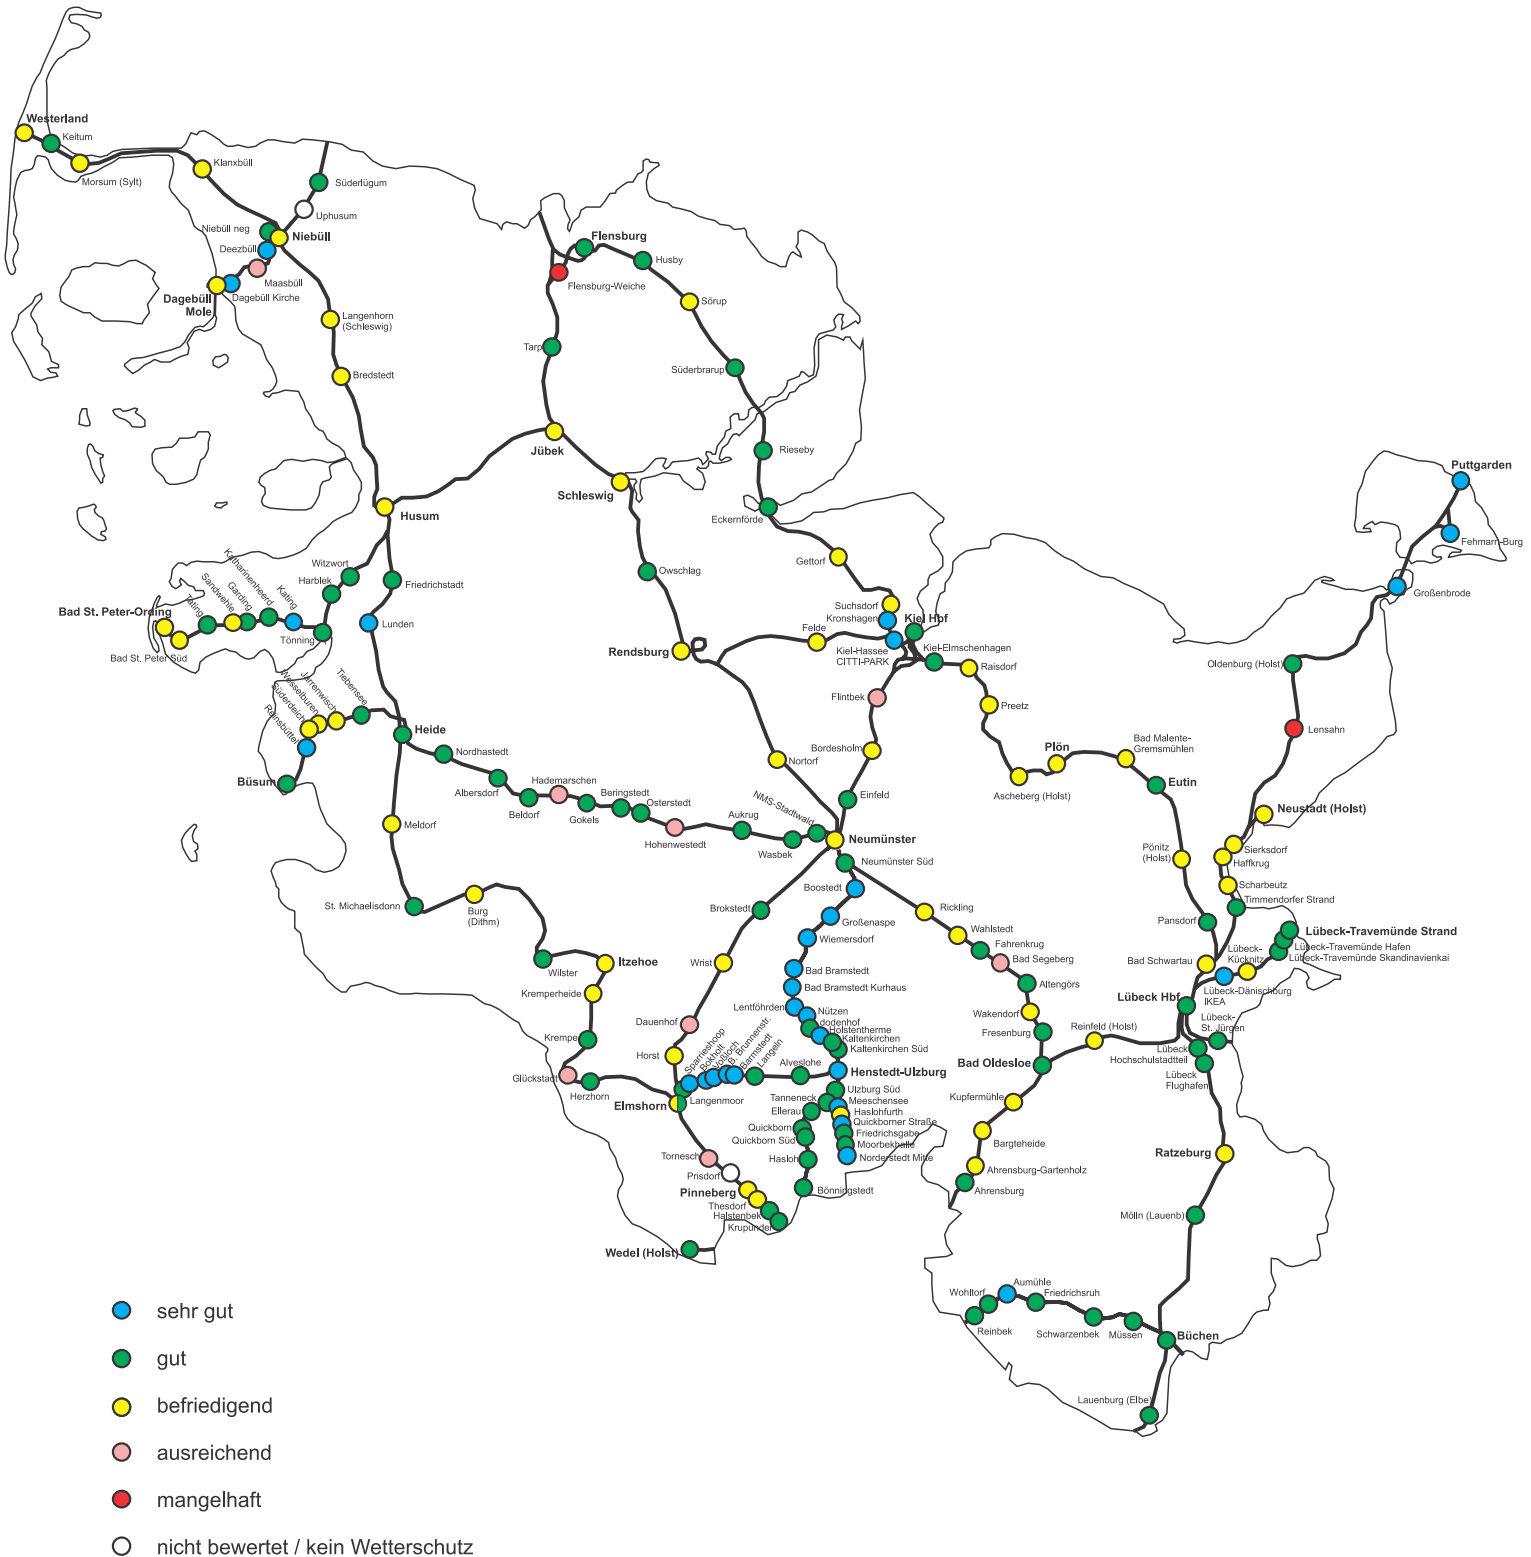 Westerland
Keitum
Morsum (Sylt)
Klanxbüll
Süderlügum
Uphusum
Niebüll neg
Niebüll
Deezbüll
Maasbüll
Dagebüll Kirche
Dagebüll
Mole
Langenhorn
(Schleswig)
Bredstedt
Flensburg
Husby
Flensburg-Weiche
Sörup
Tarp
Süderbrarup
Jübek
Rieseby
Schleswig
Eckernförde
Husum
Puttgarden
Fehmarn-Burg
Großenbrode
Gettorf
Owschlag
Witzwort
Harblek
Friedrichstadt
Katharinenheerd
Sandwehle
Garding
Kating
Tating
Bad St. Peter-Ording
Bad St. Peter Süd
Tönning
Lunden
Suchsdorf
Kronshagen
Kiel Hbf
Felde
Kiel-Hassee
CITTI-PARK
Kiel-Elmschenhagen
Raisdorf
Rendsburg
Oldenburg (Holst)
Flintbek
Preetz
Tiebensee
Jarrenwisch
Wesselburen
Süderdeich
Reinsbüttel
Büsum
Heide
Nordhastedt
Albersdorf
Beldorf
Hademarschen
Gokels
Beringstedt
Osterstedt
Hohenwestedt
Aukrug
Wasbek
NMS-Stadtwald
Nortorf
Bordesholm
Einfeld
Ascheberg (Holst)
Plön
Bad Malente-
Gremsmühlen
Eutin
Lensahn
Neustadt (Holst)
Meldorf
Neumünster
Neumünster Süd
Pönitz
(Holst)
Sierksdorf
Haffkrug
Scharbeutz
Timmendorfer Strand
Boostedt
St. Michaelisdonn
Burg
(Dithm)
Brokstedt
Großenaspe
Rickling
Wahlstedt
Fahrenkrug
Bad Segeberg
Altengörs
Pansdorf
Lübeck-Travemünde Strand
Lübeck-Travemünde Hafen
Lübeck-Travemünde Skandinavienkai
Wiemersdorf
Wilster
Itzehoe
Wrist
Bad Bramstedt
Bad Bramstedt Kurhaus
Bad Schwartau
Lübeck-
Kücknitz
Lübeck-Dänischburg
IKEA
Lübeck Hbf
Kremperheide
Lentföhrden
Nützen
dodenhof
Holstentherme
Kaltenkirchen
Kaltenkirchen Süd
Wakendorf
Fresenburg
Reinfeld (Holst)
Lübeck-
St. Jürgen
Lübeck
Hochschulstadtteil
Lübeck
Flughafen
Dauenhof
Krempe
Horst
Sparrieshoop
Bokholt
Voßloch
B. Brunnenstr.
Barmstedt
Langeln
Alveslohe
Henstedt-Ulzburg
Bad Oldesloe
Glückstadt
Herzhorn
Elmshorn
Langenmoor
Ulzburg Süd
Tanneneck
Meeschensee
Ellerau
Haslohfurth
Quickborner Straße
Quickborn
Friedrichsgabe
Quickborn Süd
Moorbekhalle
Norderstedt Mitte
Hasloh
Bönningstedt
Kupfermühle
Bargteheide
Ahrensburg-Gartenholz
Ahrensburg
Ratzeburg
Tornesch
Prisdorf
Pinneberg
Thesdorf
Halstenbek
Krupunder
Wedel (Holst)
Mölln (Lauenb)
Wohltorf
Aumühle
Friedrichsruh
Reinbek
Schwarzenbek
Müssen
Büchen
Lauenburg (Elbe)
sehr gut
gut
befriedigend
ausreichend
mangelhaft
nicht bewertet / kein Wetterschutz